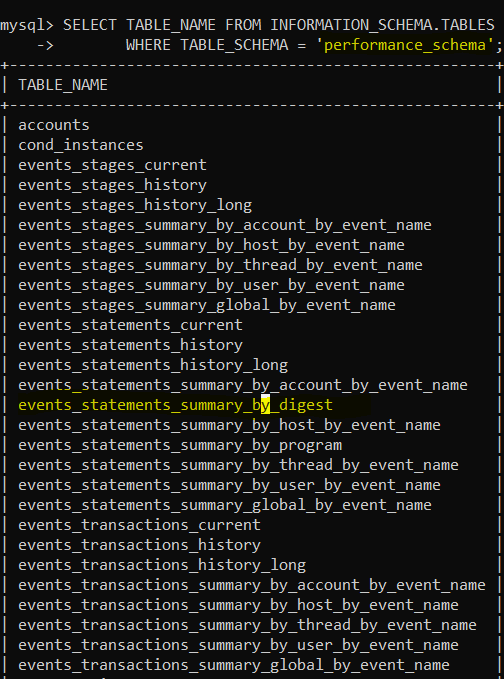 mysql> SELECT TABLE_NAME FROM INFORMATION_SCHEMA.TABLES
    -> WHERE TABLE_SCHEMA = 'performance_schema';
+------------------------------------------------------+
| TABLE_NAME |
+------------------------------------------------------+
| accounts |
| cond_instances |
| events_stages_current |
| events_stages_history |
| events_stages_history_long |
| events_stages_summary_by_account_by_event_name |
| events_stages_summary_by_host_by_event_name |
| events_stages_summary_by_thread_by_event_name |
| events_stages_summary_by_user_by_event_name |
| events_stages_summary_global_by_event_name |
| events_statements_current |
| events_statements_history |
| events_statements_history_long |
| events_statements_summary_by_account_by_event_name |
| events_statements_summary_by_digest |
| events_statements_summary_by_host_by_event_name |
| events_statements_summary_by_program |
| events_statements_summary_by_thread_by_event_name |
| events_statements_summary_by_user_by_event_name |
| events_statements_summary_global_by_event_name |
| events_transactions_current |
| events_transactions_history |
| events_transactions_history_long |
| events_transactions_summary_by_account_by_event_name |
| events_transactions_summary_by_host_by_event_name |
| events_transactions_summary_by_thread_by_event_name |
| events_transactions_summary_by_user_by_event_name |
| events_transactions_summary_global_by_event_name |